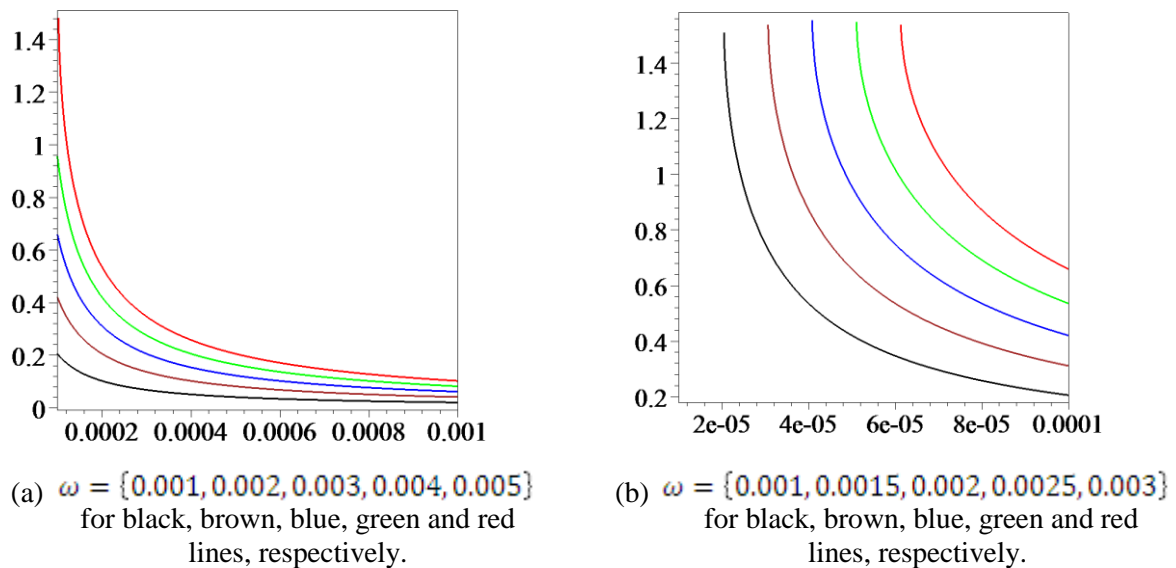 1.4
1.2
1
0.8
0.6
0.4
0.2
0
0.0002 0.0004 0.0006 0.0008 0.001
(a) ω = {0.001, 0.002, 0.003, 0.004, 0.005}
for black, brown, blue, green and red
lines, respectively.
1.4
1.2
1
0.8
0.6
0.4
0.2
2e-05 4e-05 6e-05 8e-05 0.0001
(b) ω = {0.001, 0.0015, 0.002, 0.0025, 0.003}
for black, brown, blue, green and red
lines, respectively.